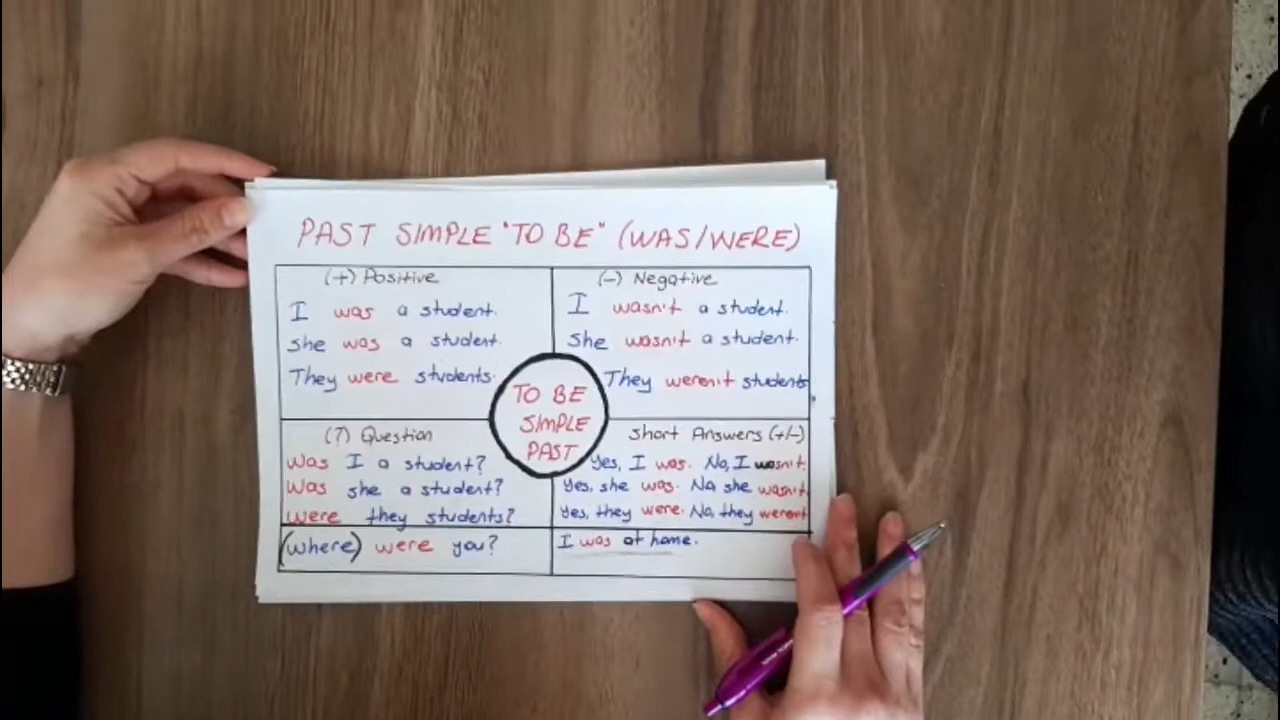 PAST SIMPLE "TO BE" (WAS/WERE)
(+) Positive
I was a student.
She was a student.
They were students.
(-) Negative
I wasn't a student.
She wasn't a student.
They weren't students
TO BE
SIMPLE
PAST
(?) Question
Was I a student?
Was she a student?
Were they students?
(where) were you?
Short Answers (+/-)
Yes, I was. No, I wasn't.
Yes, she was. No, she wasn't.
Yes, they were. No, they weren't
I was at home.